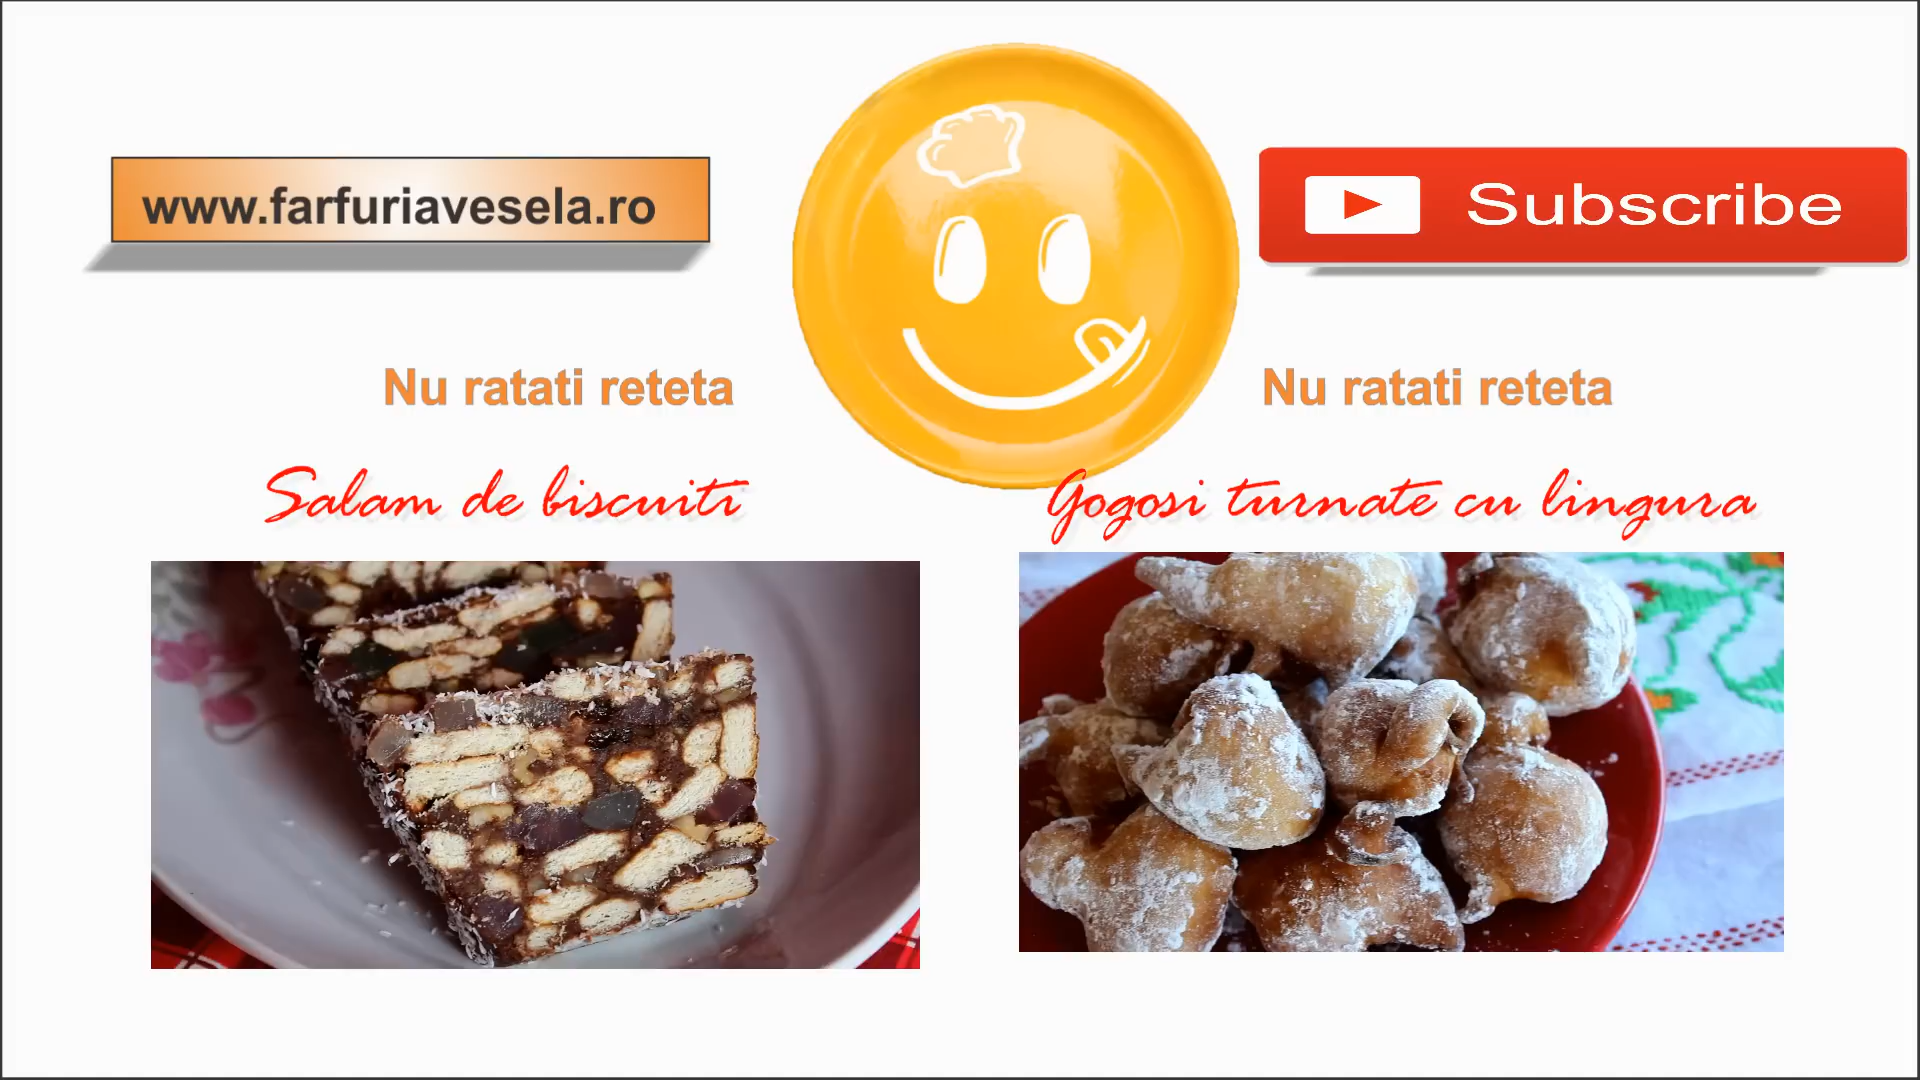 www.farfuriavesela.ro
Subscribe
Nu ratati reteta
Salam de biscuiti
Nu ratati reteta
Gogosi turnate cu lingura